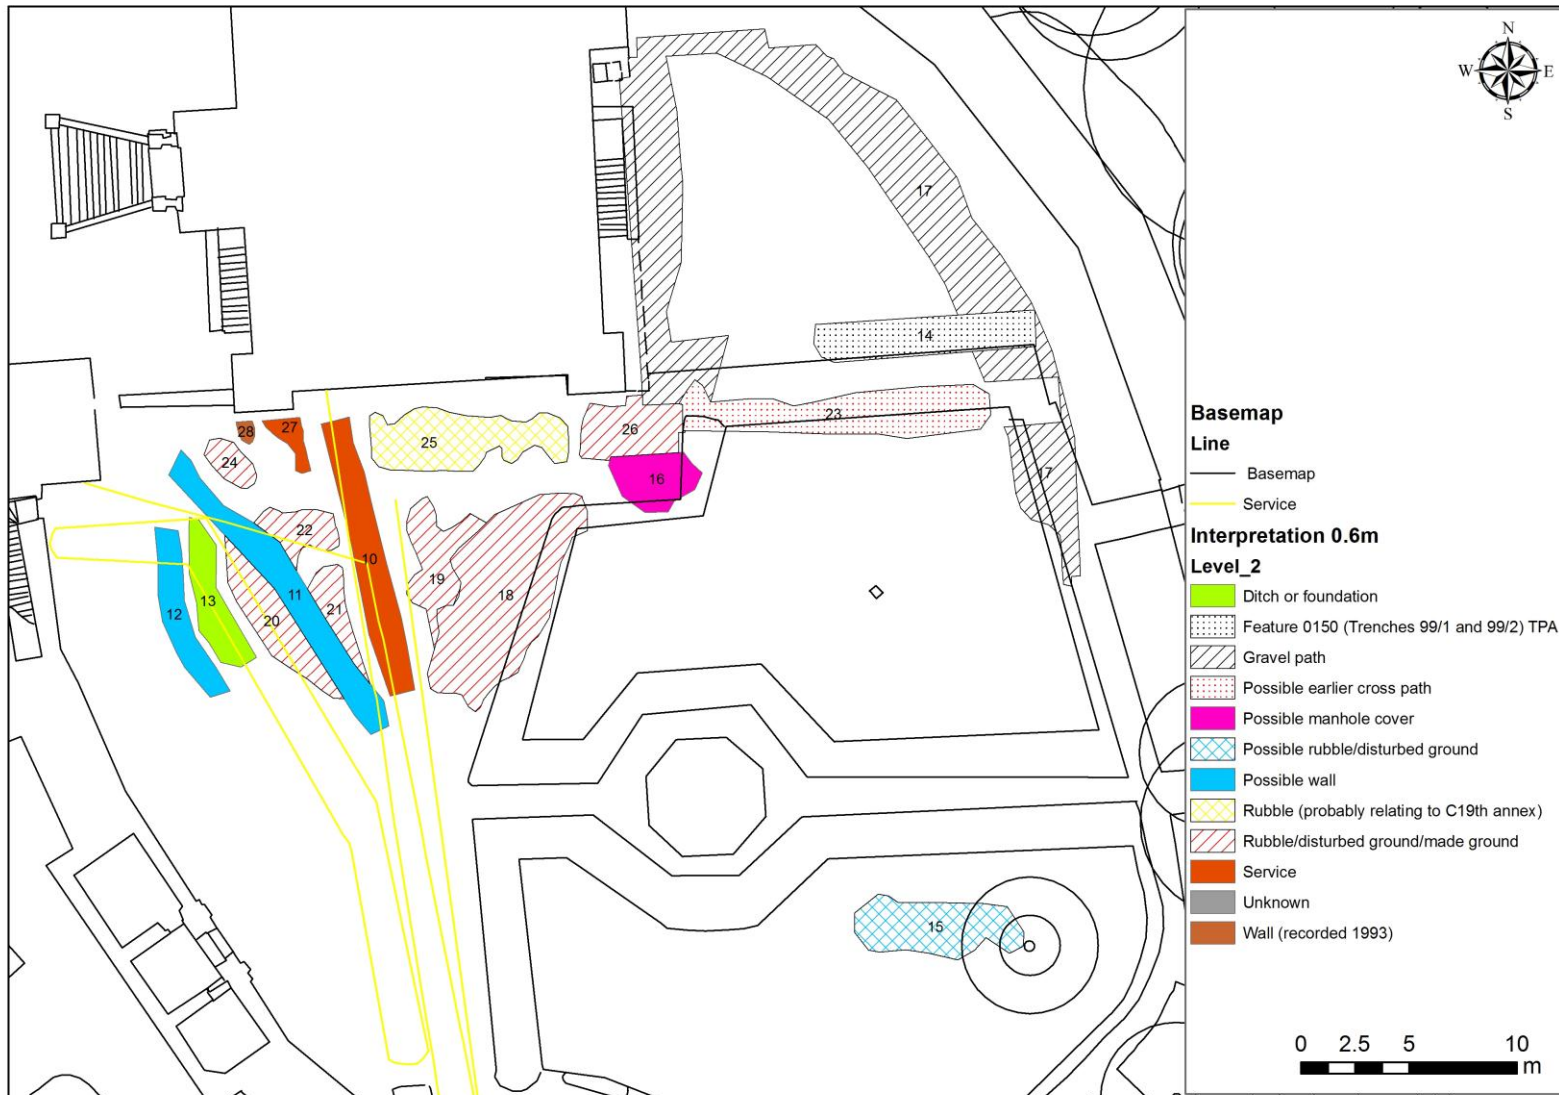 N
W E
S
17
14
23
26
25
28
27
24
16
17
22
10
19
18
11
21
20
13
12
15
Basemap
Line
Basemap
Service
Interpretation 0.6m
Level_2
Ditch or foundation
Feature 0150 (Trenches 99/1 and 99/2) TPA
Gravel path
Possible earlier cross path
Possible manhole cover
Possible rubble/disturbed ground
Possible wall
Rubble (probably relating to C19th annex)
Rubble/disturbed ground/made ground
Service
Unknown
Wall (recorded 1993)
0 2.5 5 10
m